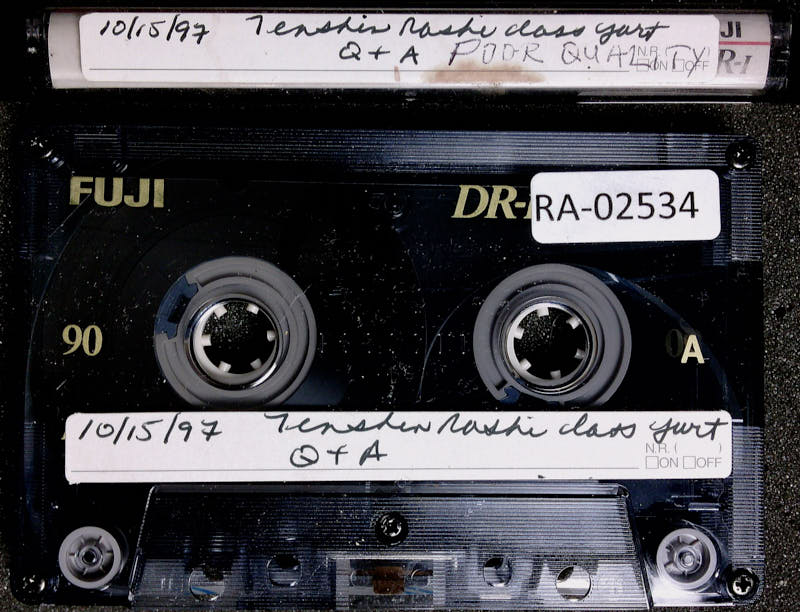 10/15/97 Tenshin Roshi class yurt
Q + A POOR QUALITY
N.R. ( )
□ON □OFF
JI
R-I
FUJI
DR-
RA-02534
90
A
10/15/97 Tenshin Roshi class yurt
Q + A
N.R. ( )
□ON □OFF